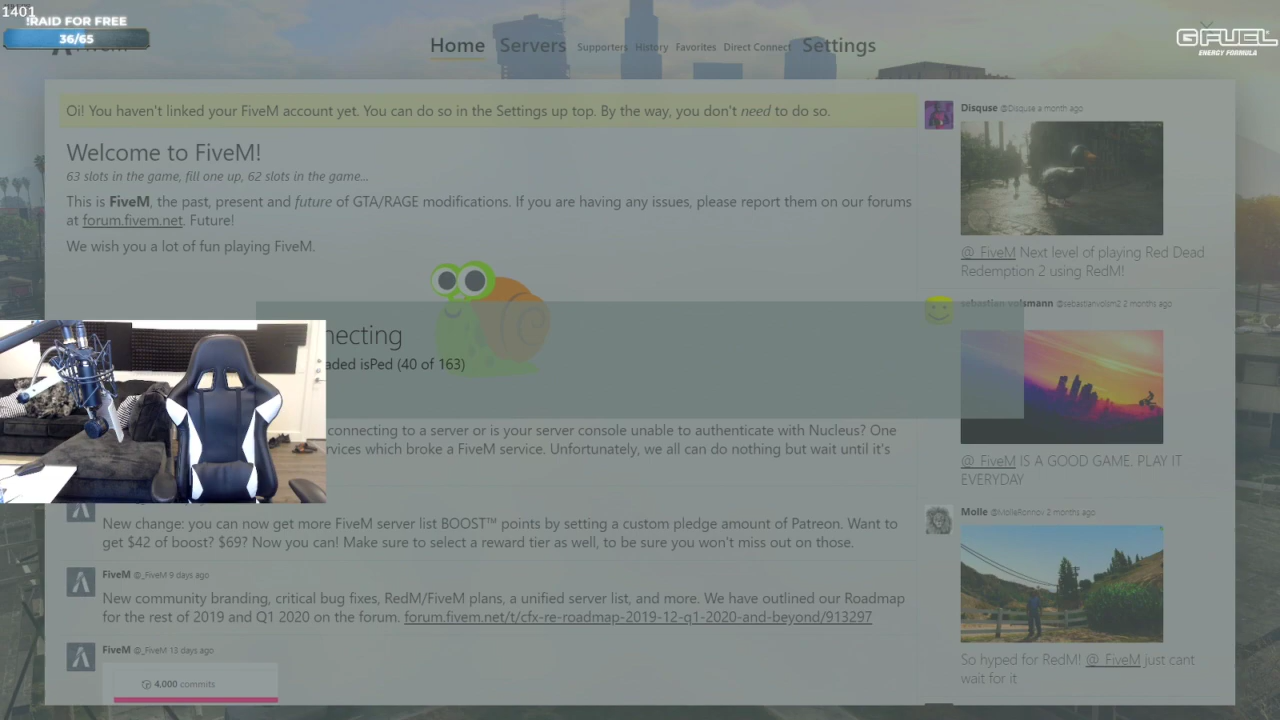 1401
!RAID FOR FREE
36/65
Home Servers Supporters History Favorites Direct Connect Settings
GFUEL
ENERGY FORMULA
Oi! You haven't linked your FiveM account yet. You can do so in the Settings up top. By the way, you don't need to do so.
Welcome to FiveM!
63 slots in the game, fill one up, 62 slots in the game...
This is FiveM, the past, present and future of GTA/RAGE modifications. If you are having any issues, please report them on our forums
at forum.fivem.net. Future!
We wish you a lot of fun playing FiveM.
necting
aded isPed (40 of 163)
connecting to a server or is your server console unable to authenticate with Nucleus? One
rvices which broke a FiveM service. Unfortunately, we all can do nothing but wait until it's
New change: you can now get more FiveM server list BOOST™ points by setting a custom pledge amount of Patreon. Want to
get $42 of boost? $69? Now you can! Make sure to select a reward tier as well, to be sure you won't miss out on those.
FiveM @_FiveM 9 days ago
New community branding, critical bug fixes, RedM/FiveM plans, a unified server list, and more. We have outlined our Roadmap
for the rest of 2019 and Q1 2020 on the forum. forum.fivem.net/t/cfx-re-roadmap-2019-12-q1-2020-and-beyond/913297
FiveM @_FiveM 13 days ago
4,000 commits
Disquse @Disquse a month ago
@_FiveM Next level of playing Red Dead
Redemption 2 using RedM!
2 months ago
@_FiveM IS A GOOD GAME. PLAY IT
EVERYDAY
Molle @MolleRonnov 2 months ago
So hyped for RedM! @_FiveM just cant
wait for it